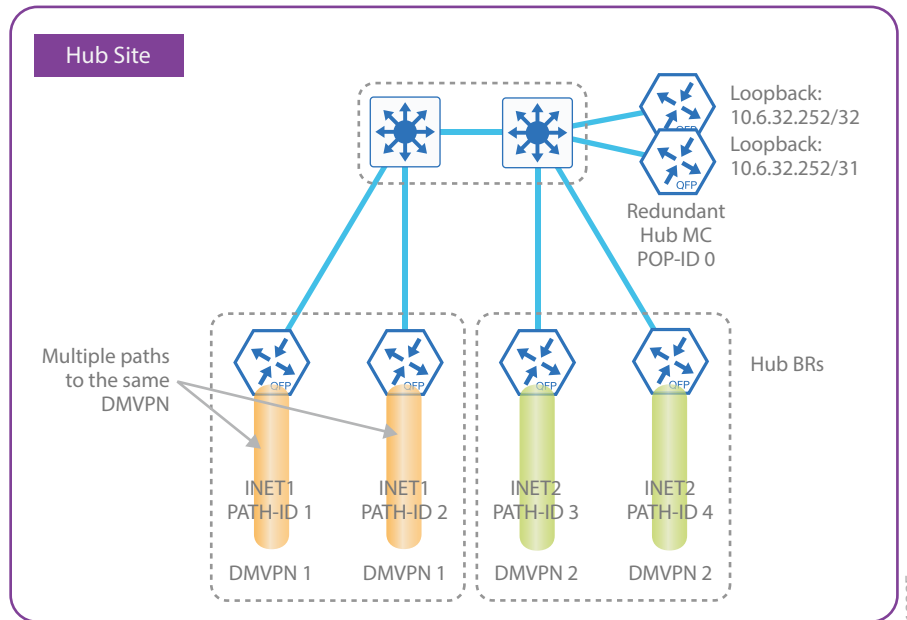 Hub Site
Loopback:
10.6.32.252/32
Loopback:
10.6.32.252/31
QFP
Redundant
Hub MC
POP-ID 0
Multiple paths
to the same
DMVPN
Hub BRs
QFP
QFP
QFP
QFP
INET1
PATH-ID 1
INET1
PATH-ID 2
INET2
PATH-ID 3
INET2
PATH-ID 4
DMVPN 1
DMVPN 1
DMVPN 2
DMVPN 2